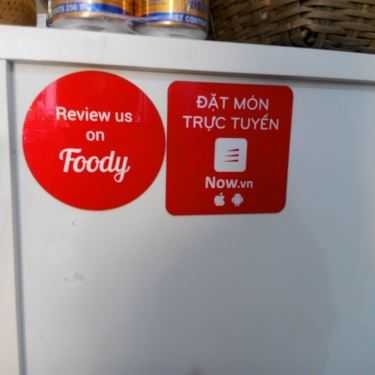 Review us
on
Foody
ĐẶT MÓN
TRỰC TUYẾN
Now.vn